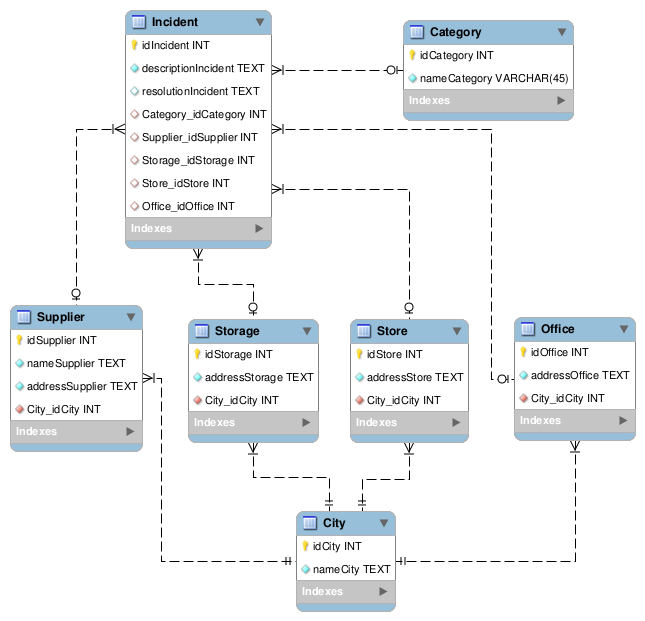 Incident
idIncident INT
descriptionIncident TEXT
resolutionIncident TEXT
Category_idCategory INT
Supplier_idSupplier INT
Storage_idStorage INT
Store_idStore INT
Office_idOffice INT
Indexes
Category
idCategory INT
nameCategory VARCHAR(45)
Indexes
Supplier
idSupplier INT
nameSupplier TEXT
addressSupplier TEXT
City_idCity INT
Indexes
Storage
idStorage INT
addressStorage TEXT
City_idCity INT
Indexes
Store
idStore INT
addressStore TEXT
City_idCity INT
Indexes
Office
idOffice INT
addressOffice TEXT
City_idCity INT
Indexes
City
idCity INT
nameCity TEXT
Indexes